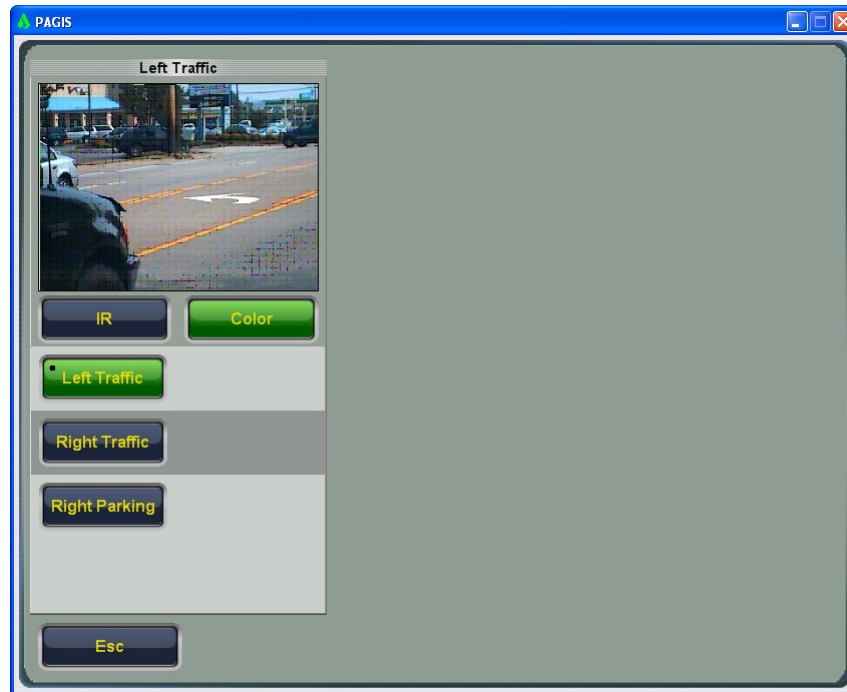 PAGIS
Left Traffic
IR
Color
Left Traffic
Right Traffic
Right Parking
Esc